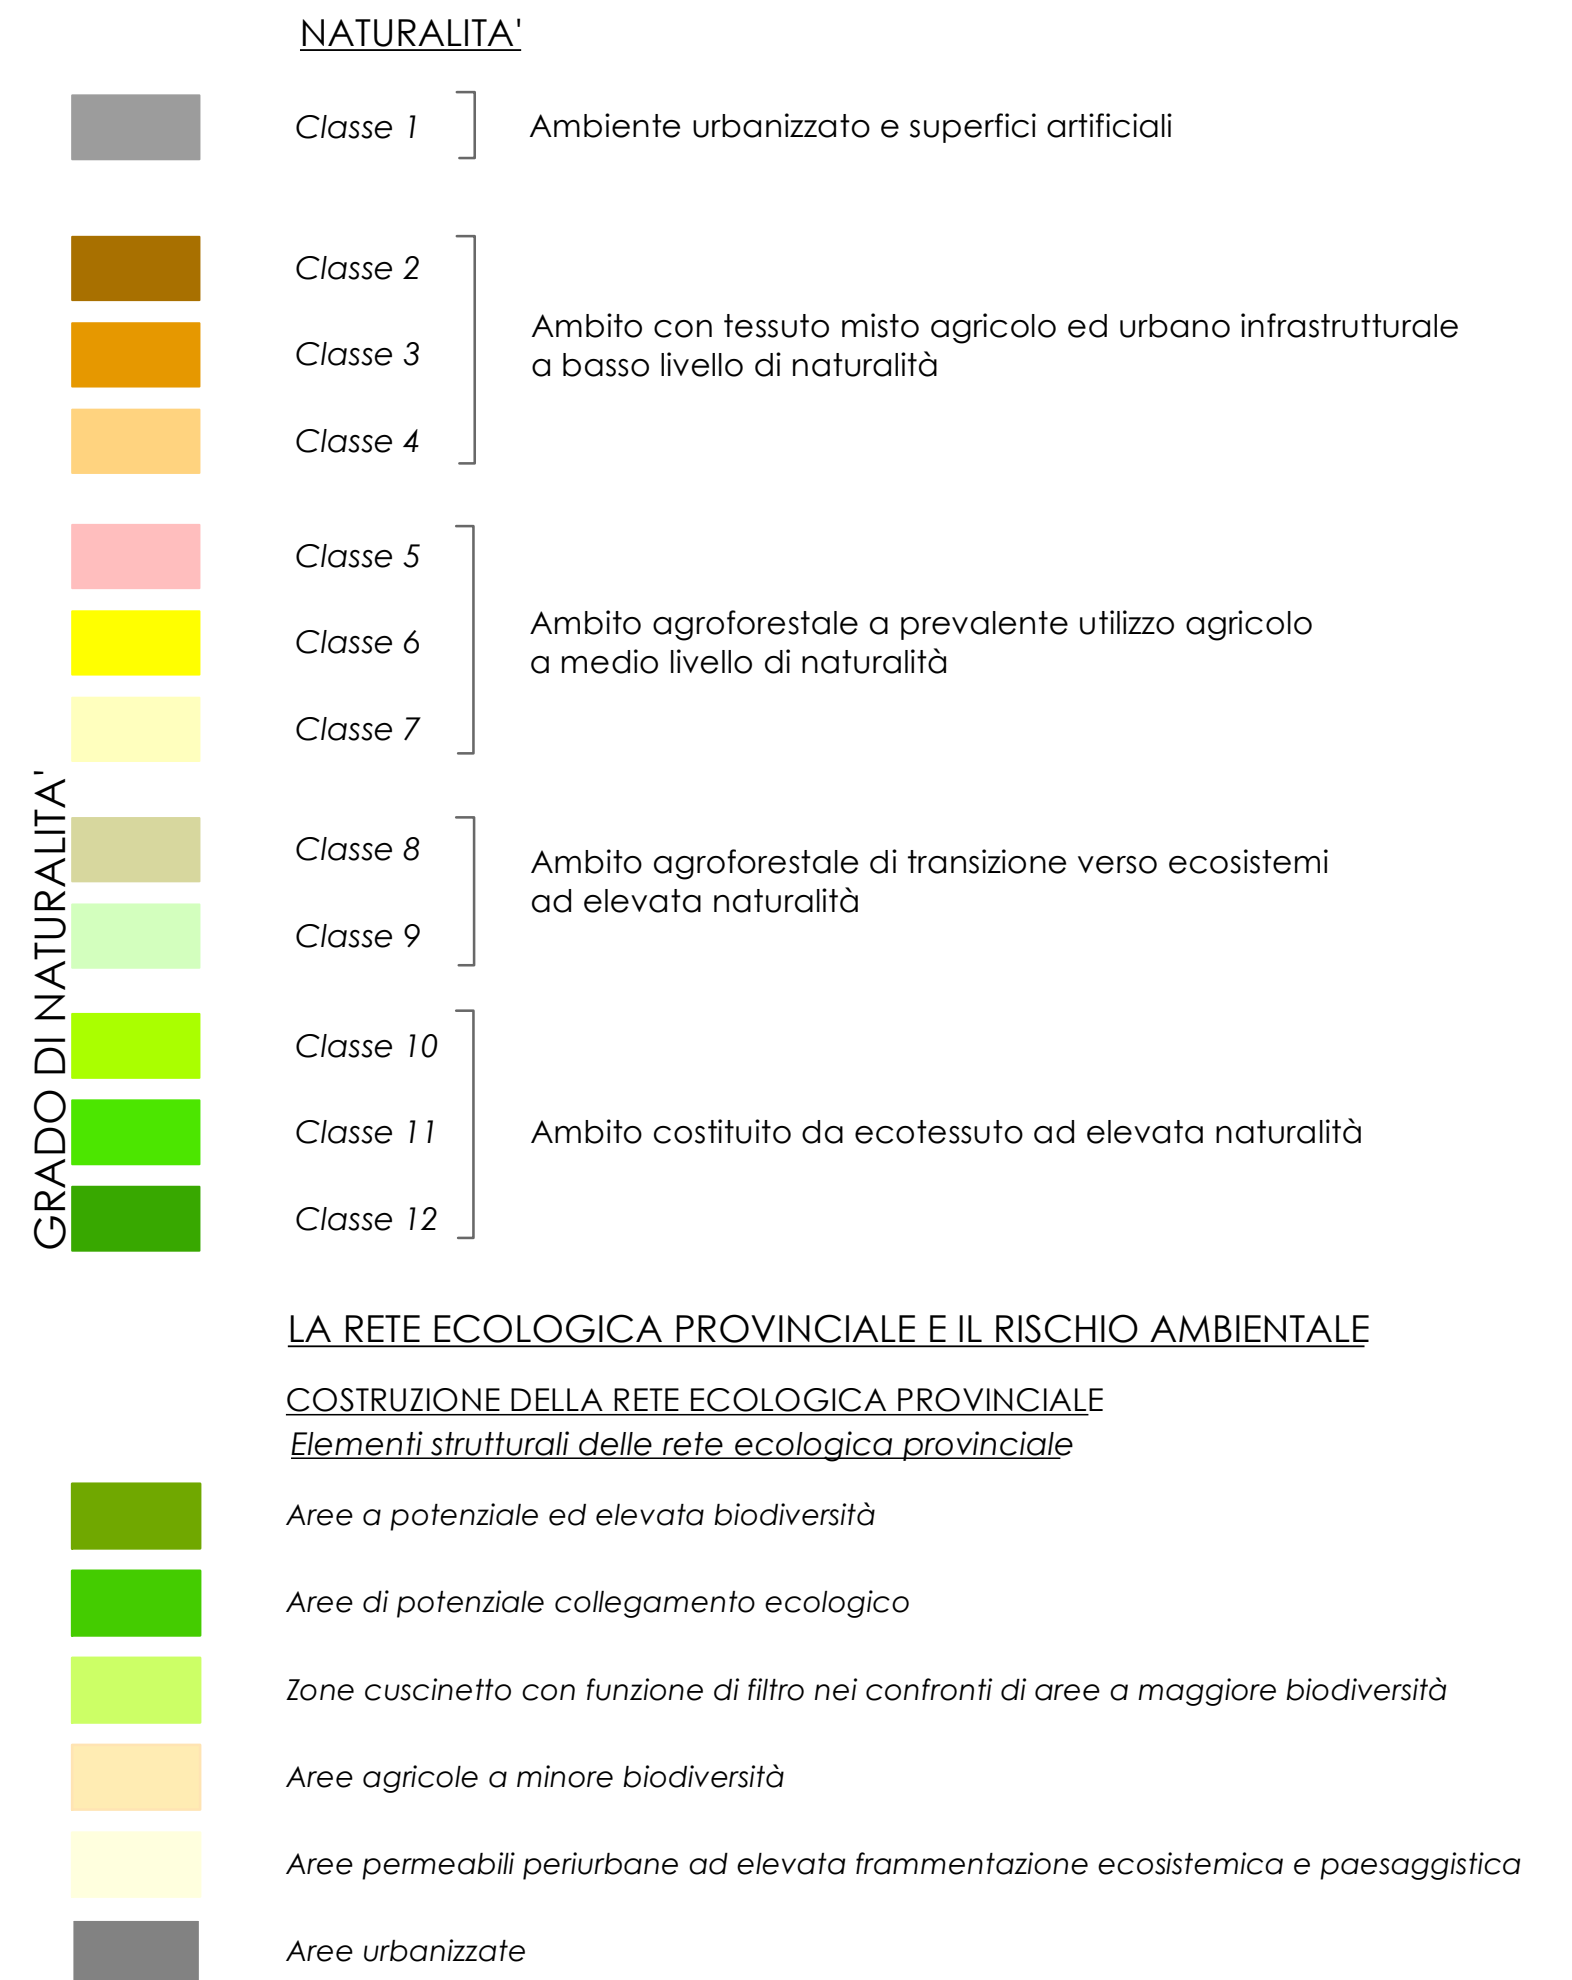 NATURALITA'
Classe 1
Ambiente urbanizzato e superfici artificiali
Classe 2
Classe 3
Classe 4
Ambito con tessuto misto agricolo ed urbano infrastrutturale
a basso livello di naturalità
Classe 5
Classe 6
Classe 7
Ambito agroforestale a prevalente utilizzo agricolo
a medio livello di naturalità
Classe 8
Classe 9
Ambito agroforestale di transizione verso ecosistemi
ad elevata naturalità
Classe 10
Classe 11
Classe 12
Ambito costituito da ecotessuto ad elevata naturalità
GRADO DI NATURALITA'
LA RETE ECOLOGICA PROVINCIALE E IL RISCHIO AMBIENTALE
COSTRUZIONE DELLA RETE ECOLOGICA PROVINCIALE
Elementi strutturali delle rete ecologica provinciale
Aree a potenziale ed elevata biodiversità
Aree di potenziale collegamento ecologico
Zone cuscinetto con funzione di filtro nei confronti di aree a maggiore biodiversità
Aree agricole a minore biodiversità
Aree permeabili periurbane ad elevata frammentazione ecosistemica e paesaggistica
Aree urbanizzate